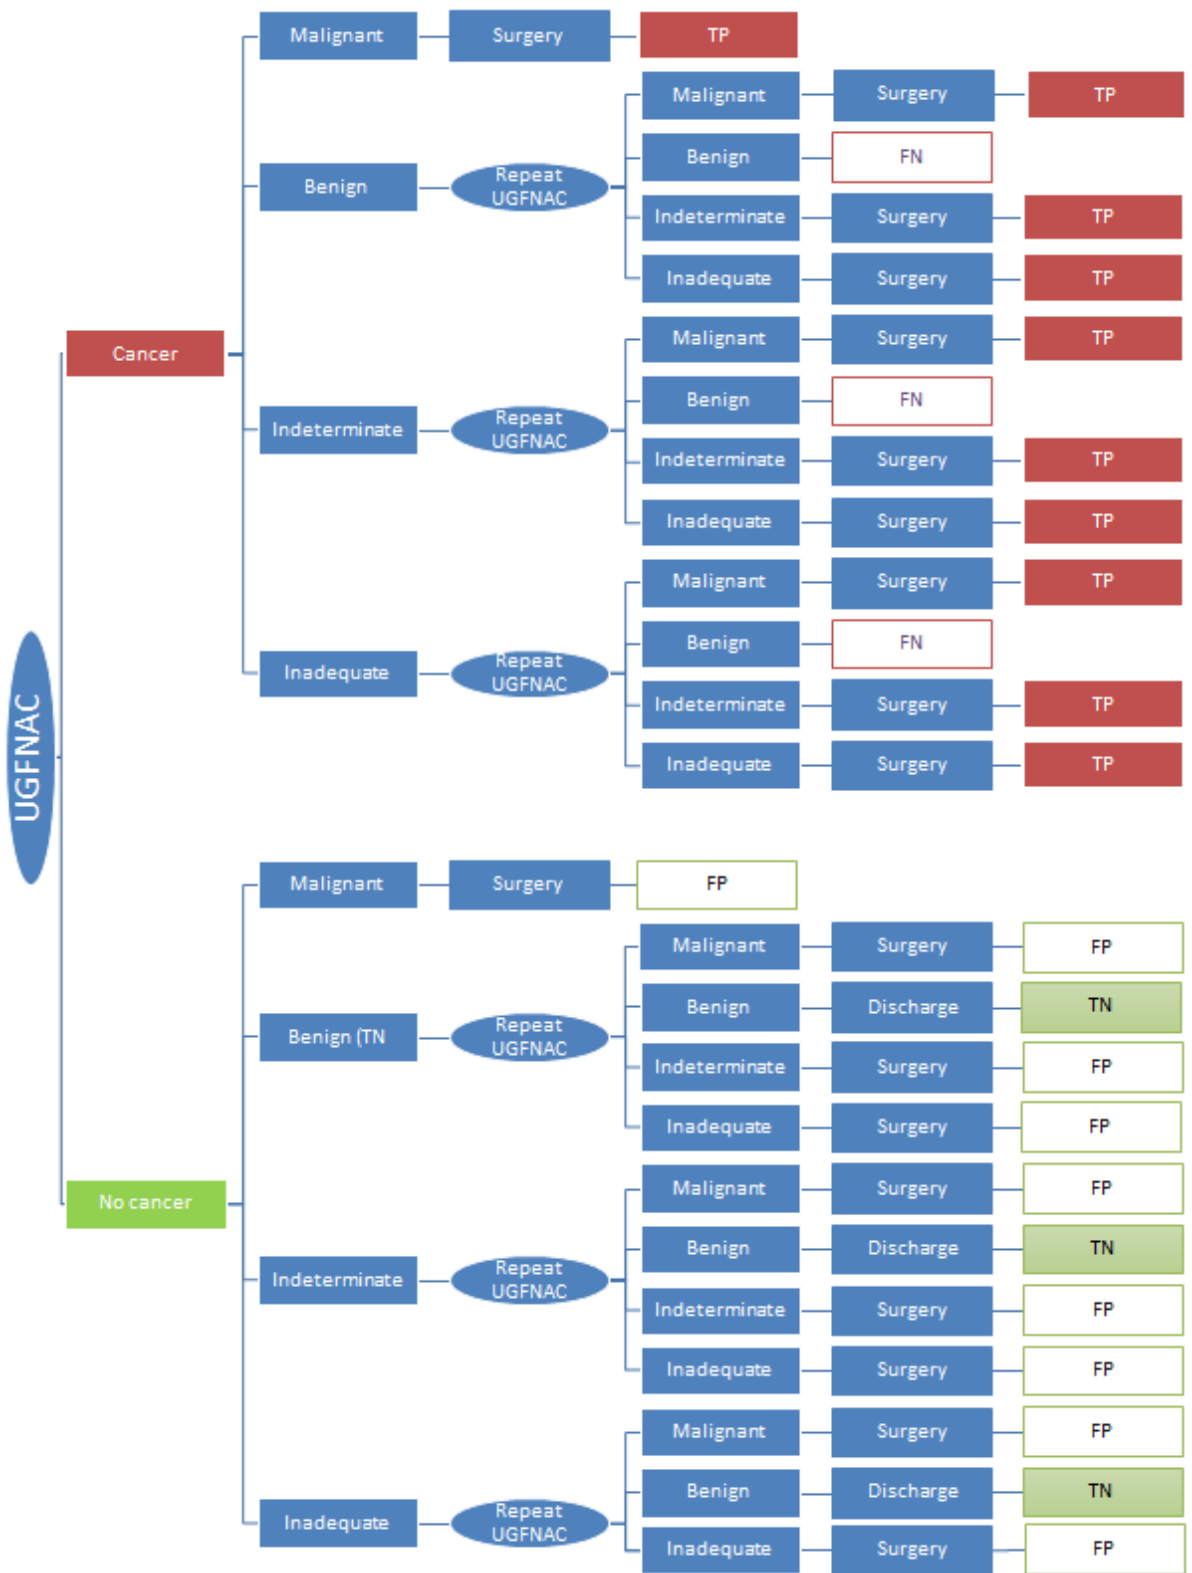 Malignant Surgery TP
Malignant Surgery TP
Benign FN
Benign Repeat
UGFNAC
Indeterminate Surgery TP
Inadequate Surgery TP
Malignant Surgery TP
Cancer
Benign FN
Indeterminate Repeat
UGFNAC
Indeterminate Surgery TP
Inadequate Surgery TP
Malignant Surgery TP
Benign FN
Inadequate Repeat
UGFNAC
Indeterminate Surgery TP
UGFNAC
Inadequate Surgery TP
Malignant Surgery FP
Malignant Surgery FP
Benign Discharge TN
Benign (TN Repeat
UGFNAC
Indeterminate Surgery FP
Inadequate Surgery FP
Malignant Surgery FP
No cancer
Benign Discharge TN
Indeterminate Repeat
UGFNAC
Indeterminate Surgery FP
Inadequate Surgery FP
Malignant Surgery FP
Benign Discharge TN
Inadequate Repeat
UGFNAC
Inadequate Surgery FP